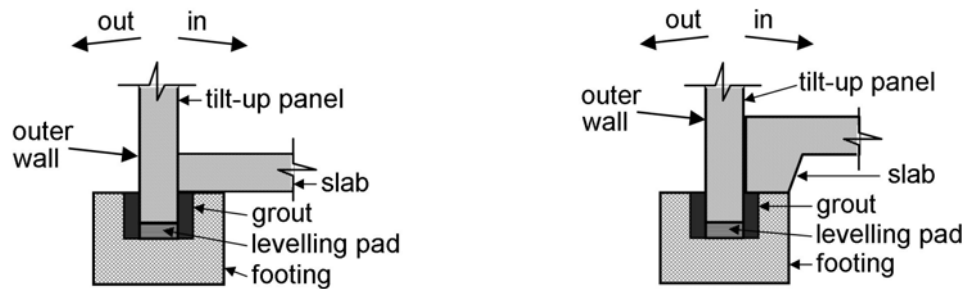 out in
tilt-up panel
outer
wall
slab
grout
levelling pad
footing
out in
tilt-up panel
outer
wall
slab
grout
levelling pad
footing